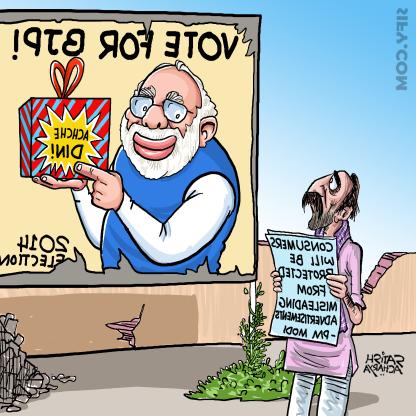 VOTE FOR BJP!
ACHCHE
DIN!
2014
ELECTION
CONSUMERS
WILL BE
PROTECTED
FROM
MISLEADING
ADVERTISEMENTS
-PM MODI
SATISH
ACHARYA
SIFY.COM